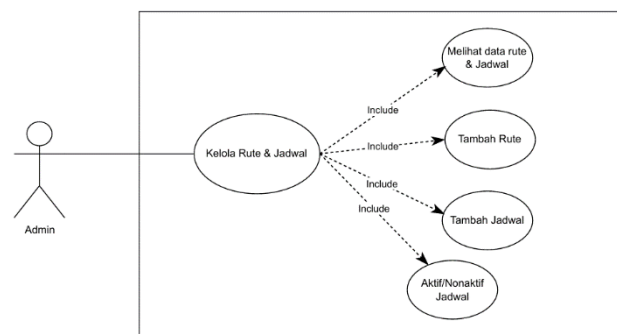 Melihat data rute
& Jadwal
Include
Kelola Rute & Jadwal
Include
Tambah Rute
Include
Tambah Jadwal
Include
Admin
Aktif/Nonaktif
Jadwal